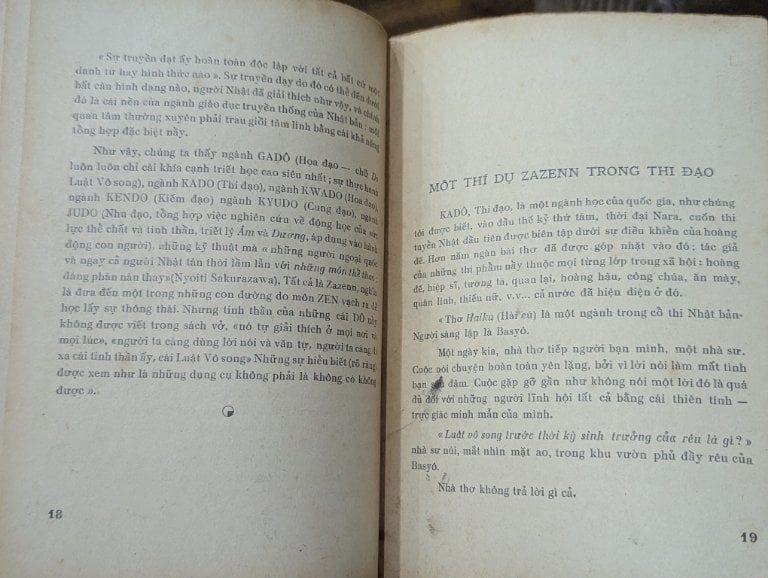 « Sự truyền đạt ấy hoàn toàn độc lập với tất cả bất cứ một
danh từ hay hình thức nào ». Sự truyền dạy do đó có thể đến dưới
bất câu hình dạng nào, người Nhật đã giải thích như vậy, và chính
đó là cái nền của ngành giáo dục truyền thống của Nhật bản: một
quan tâm thường xuyên phải trau giồi tâm linh bằng cái khả năng
tổng hợp đặc biệt nầy.
Như vậy, chúng ta thấy ngành GADÔ (Họa đạo — chữ Dô
luôn luôn chỉ cái khía cạnh triết học cao siêu nhất; sự thực hành
Luật Vô song), ngành KADO (Thi đạo), ngành KWADO (Hoa đạo),
ngành KENDO (Kiếm đạo) ngành KYUDO (Cung đạo), ngành
JUDO (Nhu đạo, tổng hợp việc nghiên cứu về động học của sức
lực thể chất và tinh thần, triết lý Âm và Dương, áp dụng vào hành
động con người). những kỹ thuật mà « những người ngoại quốc
và ngay cả người Nhật tân thời lầm lẫn với những môn thể thao,
đáng phàn nàn thay»(Nyoiti Sakurazawa). Tất cả là Zazenn, nghĩa
là đưa đến một trong những con đường do môn ZEN vạch ra để
học lấy sự thông thái. Nhưng tinh thần của những cái DÔ nầy
không được viết trong sách vở, «nó tự giải thích ở mọi nơi và
mọi lúc», «người ta càng dùng lời nói và văn tự, người ta càng đi
xa cái tinh thần ấy, cái Luật Vô song» Những sự hiểu biết (rõ ràng)
được xem như là những dụng cụ không phải là không có không
được ».
18
MỘT THÍ DỤ ZAZENN TRONG THI ĐẠO
KADÔ, Thi đạo, là một ngành học của quốc gia, như chúng
tôi được biết, vào đầu thế kỷ thứ tám, thời đại Nara, cuốn thi
tuyển Nhật đầu tiên được biên tập dưới sự điều khiển của hoàng
đế. Hơn năm ngàn bài thơ đã được góp nhặt vào đó; tác giả
của những thi phẩm nầy thuộc mọi từng lớp trong xã hội: hoàng
đế, hiệp sĩ, tướng tá, quan lại, hoàng hậu, công chúa, ăn mày,
quân lính, thiếu nữ, v.v... cả nước đã hiện diện ở đó.
«Thơ Haiku (Hài cú) là một ngành trong cổ thi Nhật bản-
Người sáng lập là Basyô.
Một ngày kia, nhà thơ tiếp người bạn mình, một nhà sư.
Cuộc nói chuyện hoàn toàn yên lặng, bởi vì lời nói làm mất tình
bạn đậm. Cuộc gặp gỡ gần như không nói một lời đó là quá
đủ đối với những người lĩnh hội tất cả bằng cái thiên tính —
trực giác minh mẫn của mình.
«Luật vô song trước thời kỳ sinh trưởng của rêu là gì?»
nhà sư nói, mắt nhìn mặt ao, trong khu vườn phủ đầy rêu của
Basyô.
Nhà thơ không trả lời gì cả.
19